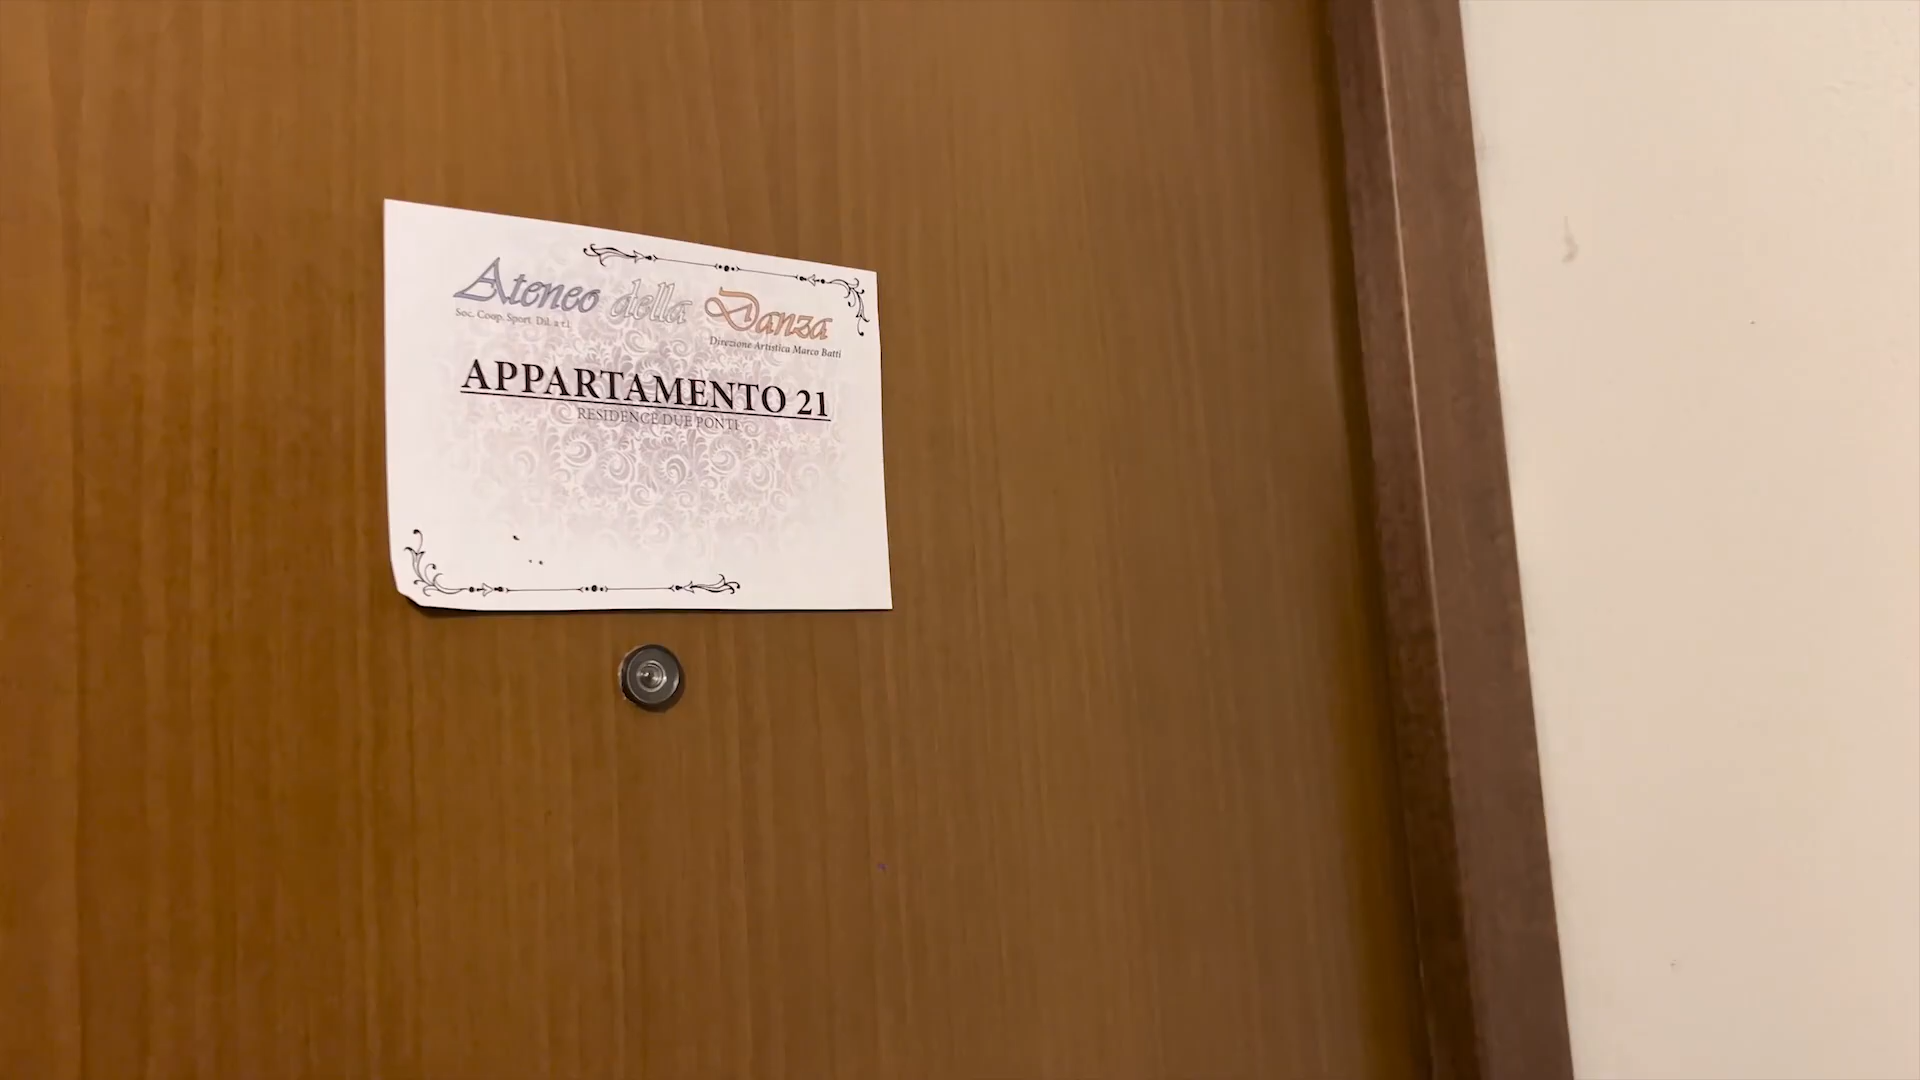 Ateneo della Danza
Soc. Coop. Sport. Dil. a r.l.
Direzione Artistica Marco Batti
APPARTAMENTO 21
RESIDENCE DUE PONTI